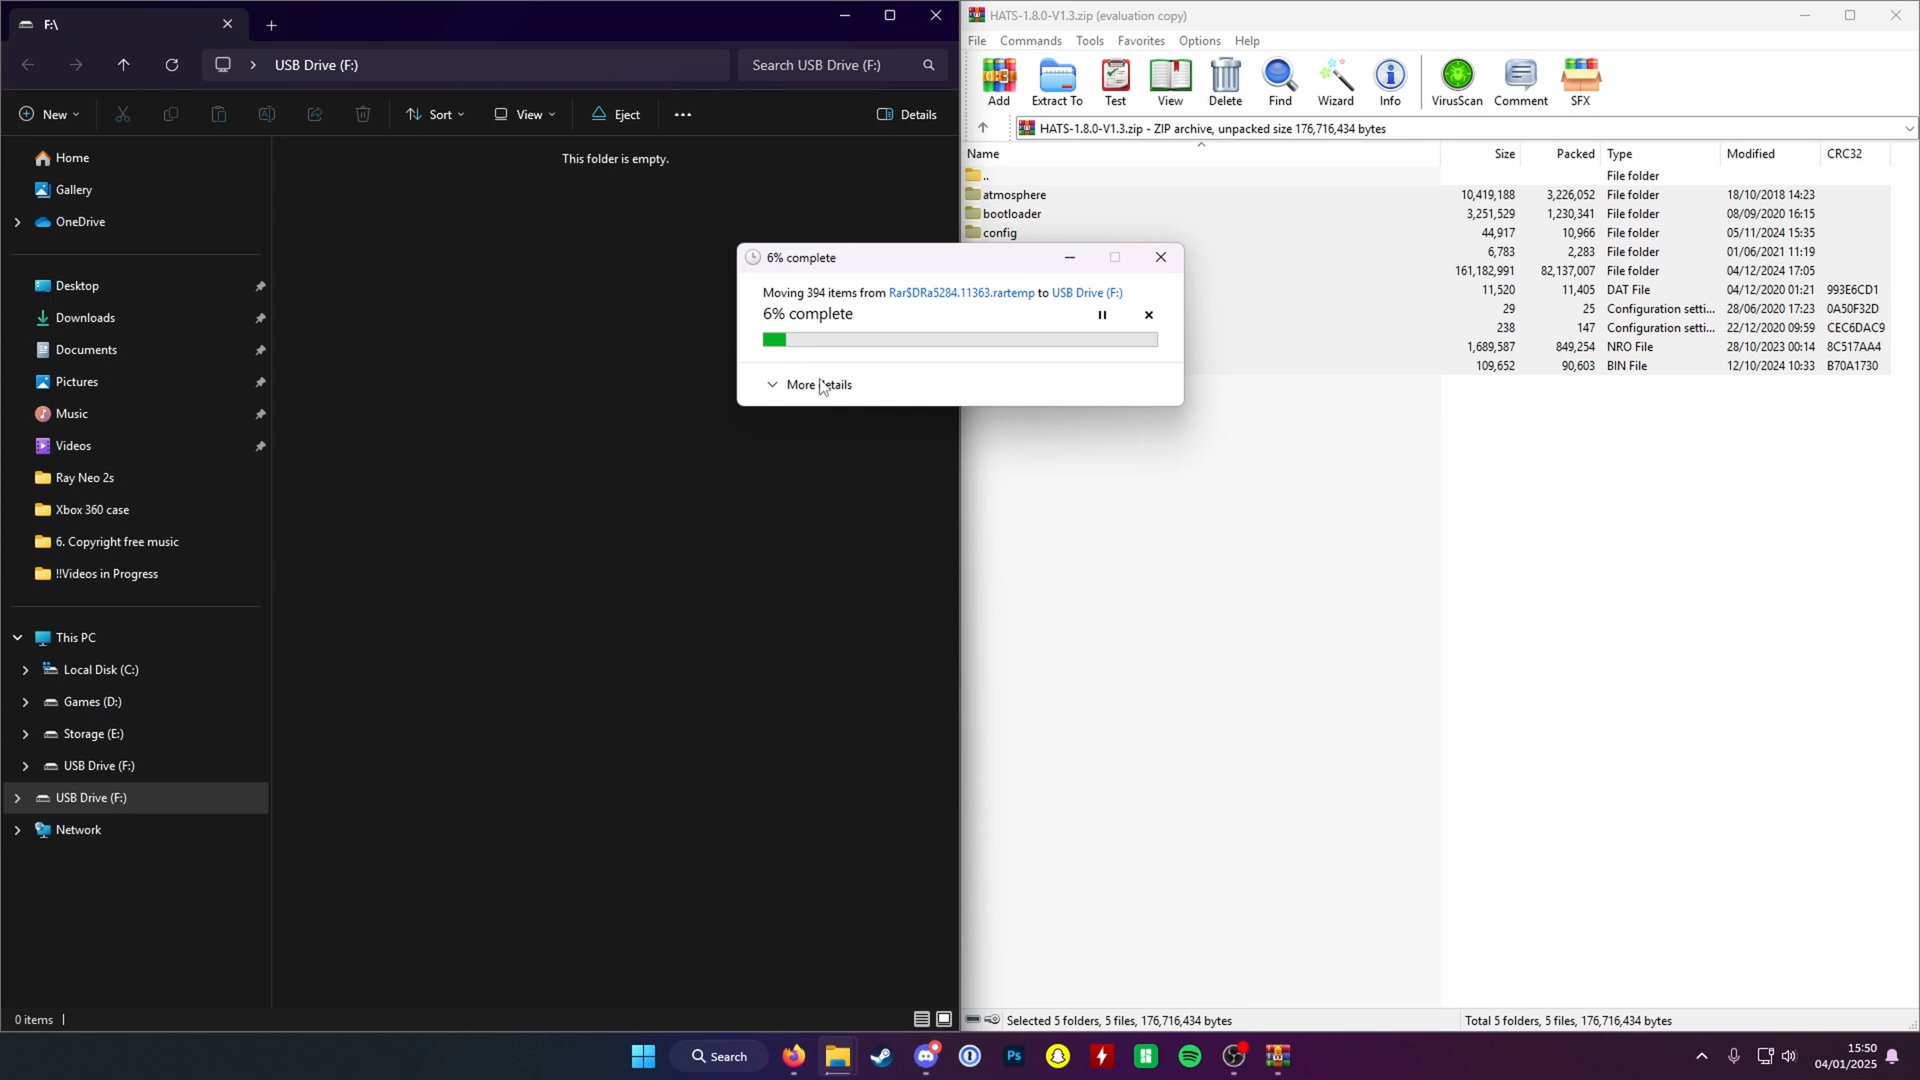 F:\
USB Drive (F:)
Search USB Drive (F:)
New
Sort
View
Eject
Details
Home
Gallery
OneDrive
Desktop
Downloads
Documents
Pictures
Music
Videos
Ray Neo 2s
Xbox 360 case
6. Copyright free music
!!Videos in Progress
This PC
Local Disk (C:)
Games (D:)
Storage (E:)
USB Drive (F:)
USB Drive (F:)
Network
This folder is empty.
0 items
HATS-1.8.0-V1.3.zip (evaluation copy)
File Commands Tools Favorites Options Help
Add Extract To Test View Delete Find Wizard Info VirusScan Comment SFX
HATS-1.8.0-V1.3.zip - ZIP archive, unpacked size 176,716,434 bytes
Name Size Packed Type Modified CRC32
.. File folder
atmosphere 10,419,188 3,226,052 File folder 18/10/2018 14:23
bootloader 3,251,529 1,230,341 File folder 08/09/2020 16:15
config 44,917 10,966 File folder 05/11/2024 15:35
6,783 2,283 File folder 01/06/2021 11:19
161,182,991 82,137,007 File folder 04/12/2024 17:05
11,520 11,405 DAT File 04/12/2020 01:21 993E6CD1
29 25 Configuration setti... 28/06/2020 17:23 0A50F32D
238 147 Configuration setti... 22/12/2020 09:59 CEC6DAC9
1,689,587 849,254 NRO File 28/10/2023 00:14 8C517AA4
109,652 90,603 BIN File 12/10/2024 10:33 B70A1730
6% complete
Moving 394 items from Rar$DRa5284.11363.rartemp to USB Drive (F:)
6% complete
More details
Selected 5 folders, 5 files, 176,716,434 bytes
Total 5 folders, 5 files, 176,716,434 bytes
Search
Ps
15:50
04/01/2025